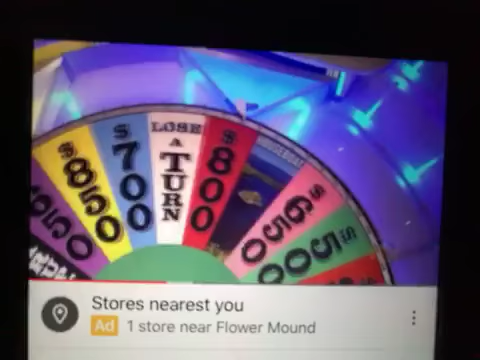 $850
$700
LOSE
A
TURN
$800
$650
$500
Stores nearest you
Ad 1 store near Flower Mound